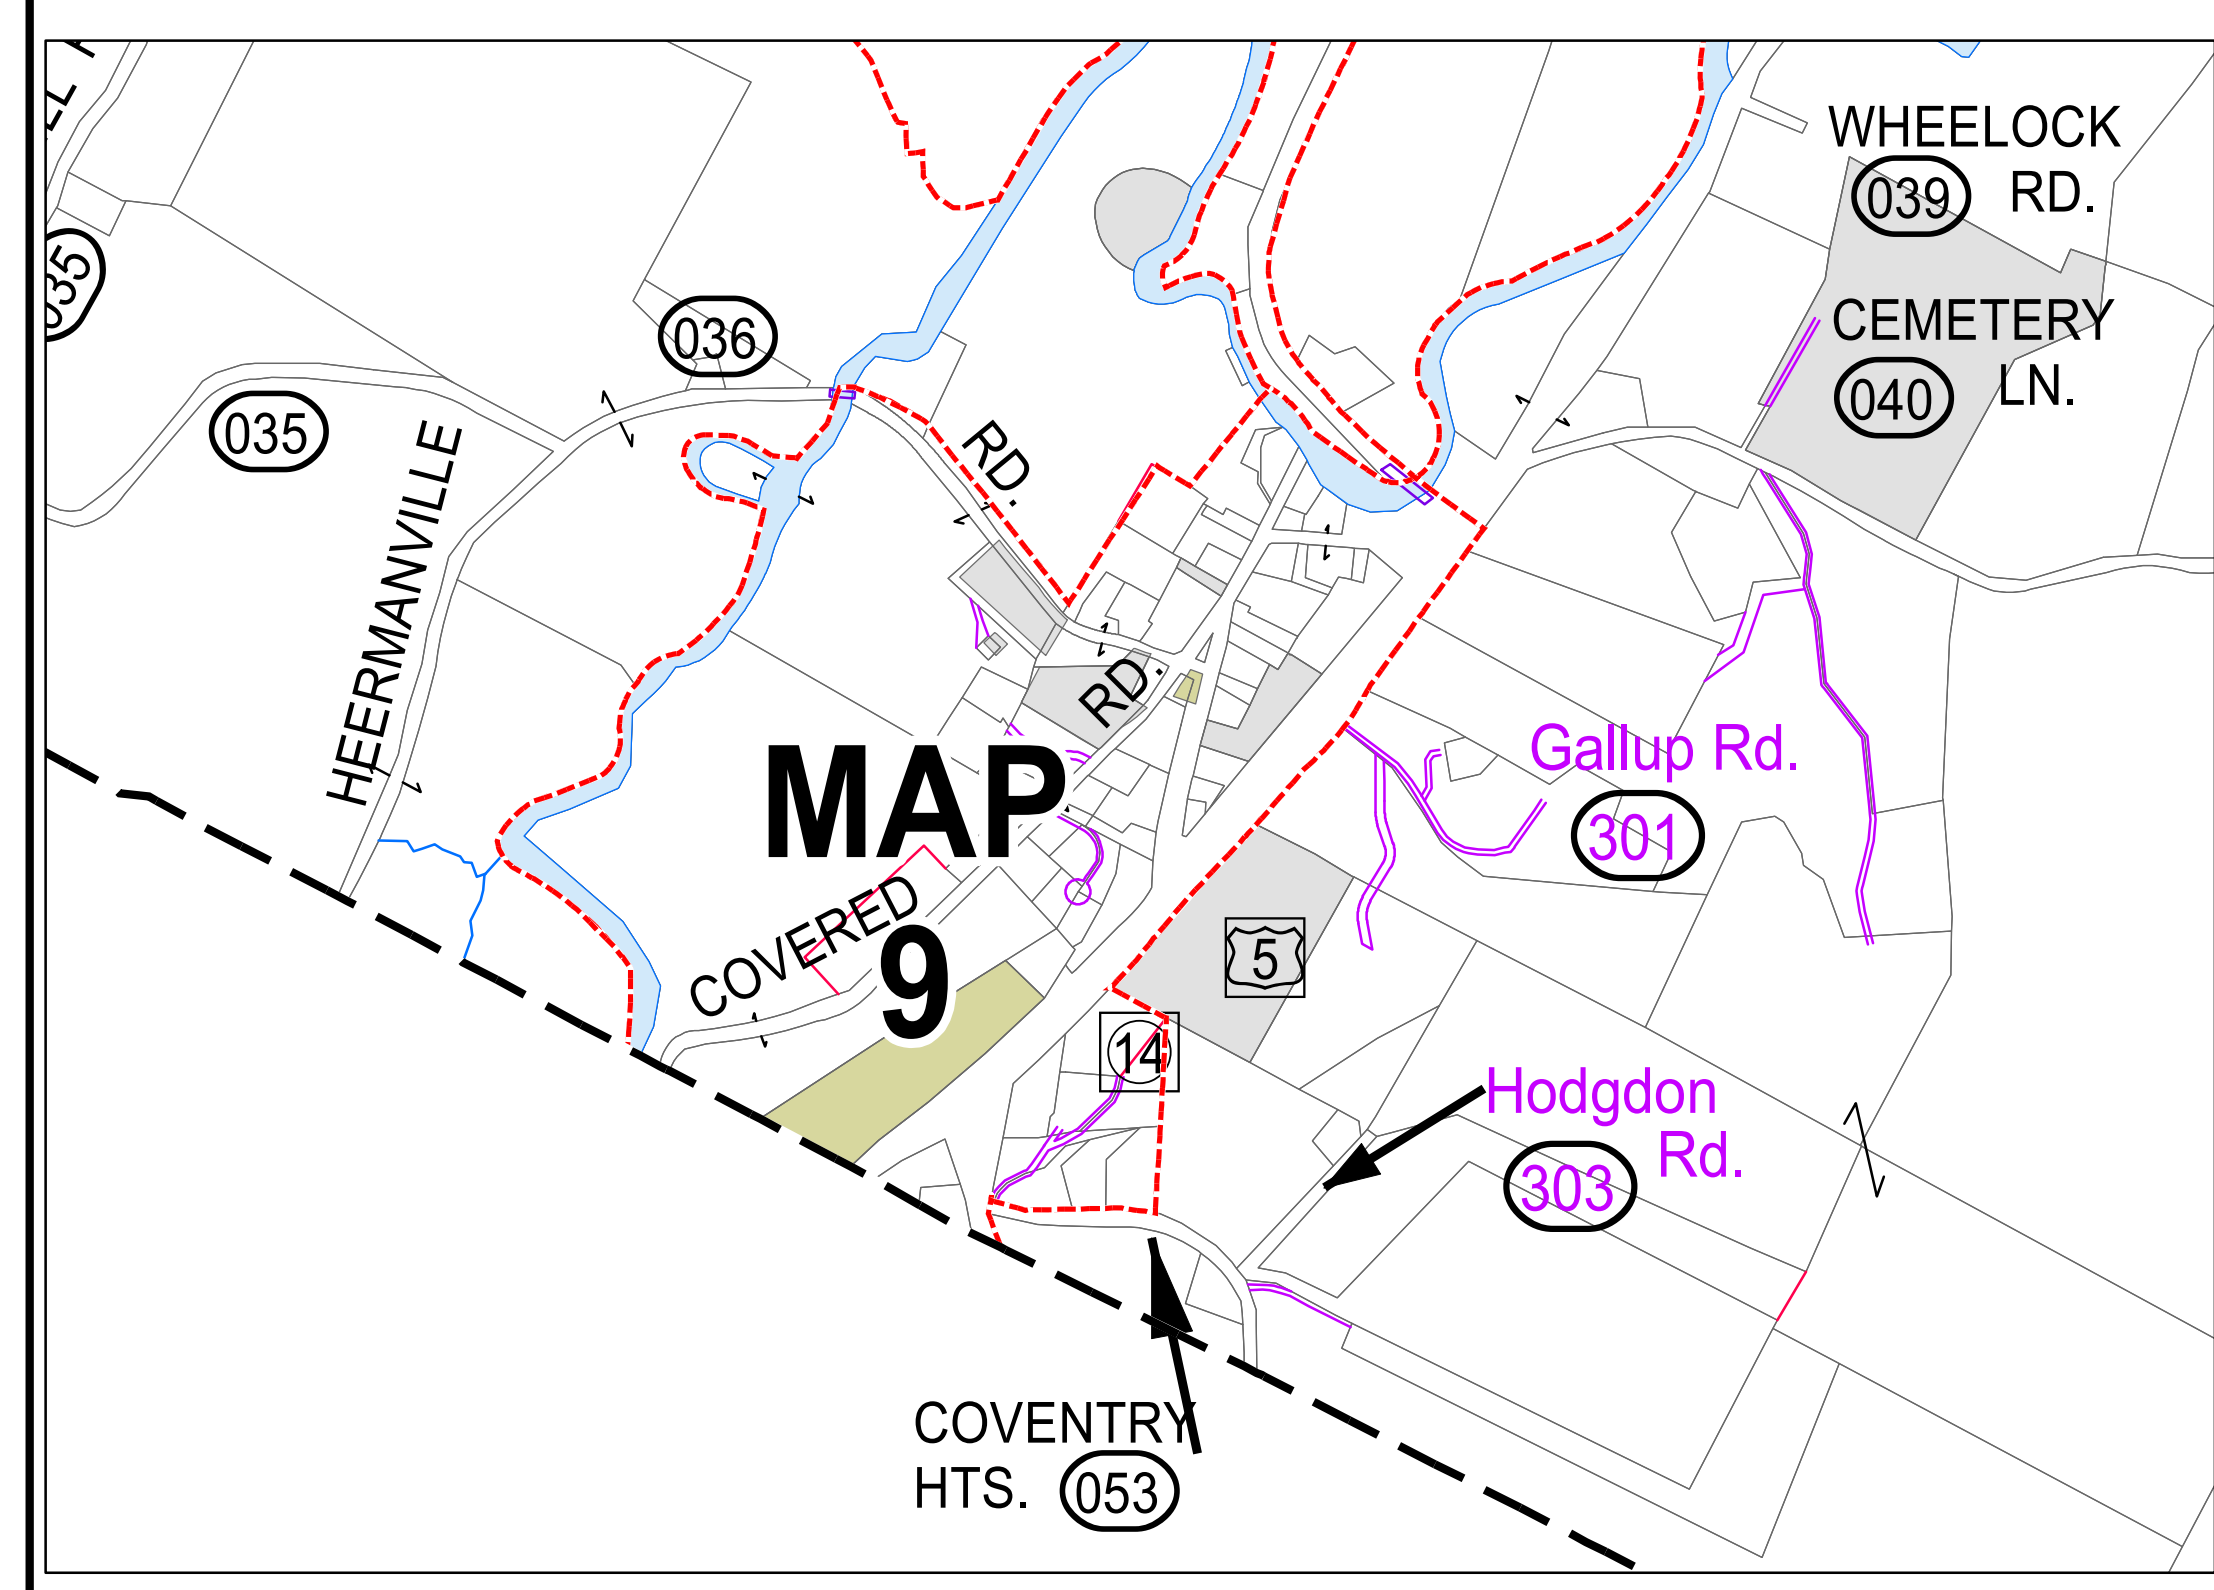 WHEELOCK
039 RD.
CEMETERY
040 LN.
035
036
035
HEERMANVILLE
RD.
RD.
MAP
9
COVERED
Gallup Rd.
301
5
14
Hodgdon
Rd.
303
COVENTRY
HTS. 053